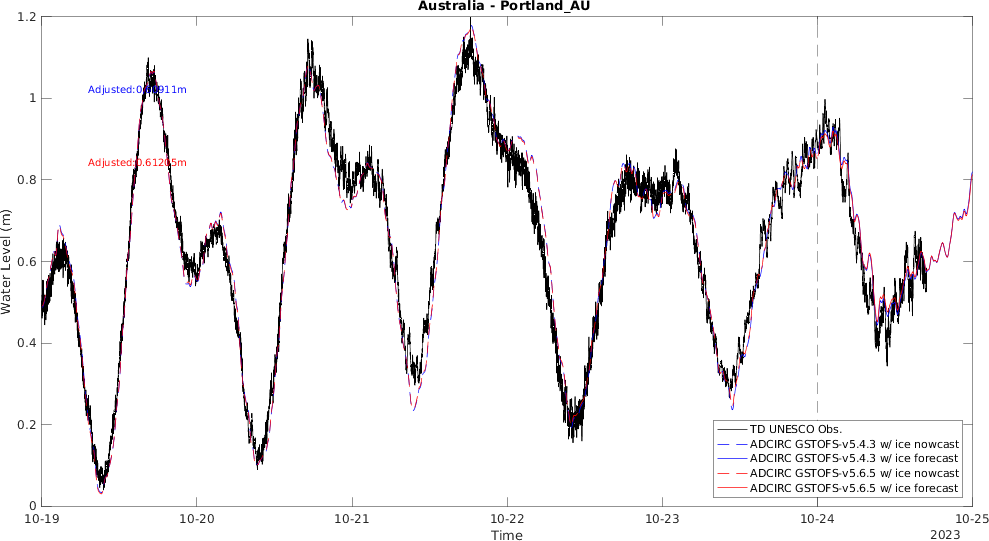 Australia - Portland_AU
1.2
1
0.8
0.6
0.4
0.2
0
Water Level (m)
Adjusted:0.61205m
TD UNESCO Obs.
ADCIRC GSTOFS-v5.4.3 w/ ice nowcast
ADCIRC GSTOFS-v5.4.3 w/ ice forecast
ADCIRC GSTOFS-v5.6.5 w/ ice nowcast
ADCIRC GSTOFS-v5.6.5 w/ ice forecast
10-19 10-20 10-21 10-22 10-23 10-24 10-25
Time
2023